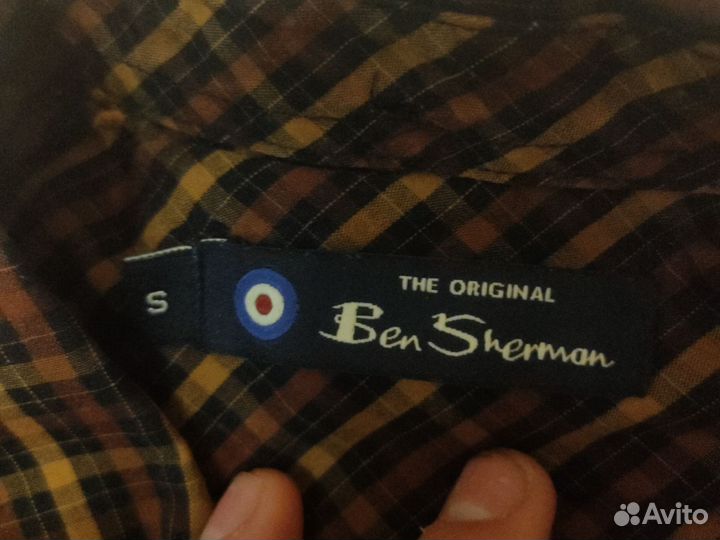 S
THE ORIGINAL
Ben Sherman
Avito